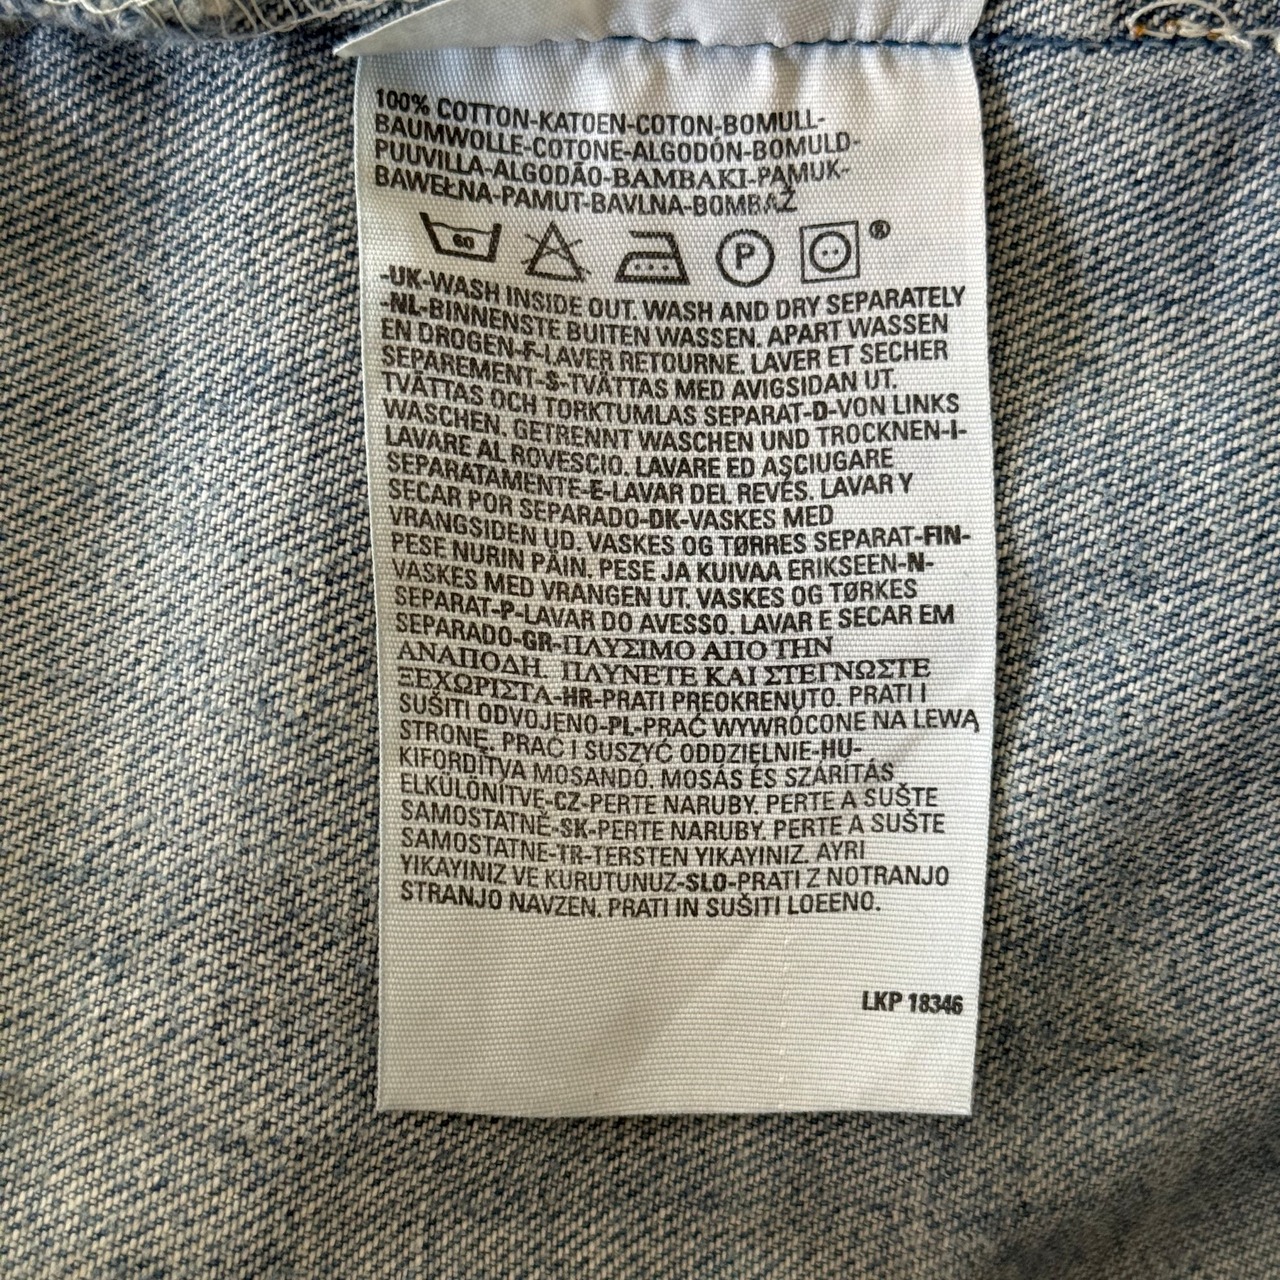 100% COTTON-KATOEN-COTON-BOMULL-
BAUMWOLLE-COTONE-ALGODÓN-BOMULD-
PUUVILLA-ALGODÃO-BAMBAKI-PAMUK-
BAWEŁNA-PAMUT-BAVLNA-BOMBAŽ
60 P ®
-UK-WASH INSIDE OUT. WASH AND DRY SEPARATELY
-NL-BINNENSTE BUITEN WASSEN. APART WASSEN
EN DROGEN-F-LAVER RETOURNE. LAVER ET SECHER
SEPAREMENT-S-TVÄTTAS MED AVIGSIDAN UT.
TVÄTTAS OCH TORKTUMLAS SEPARAT-D-VON LINKS
WASCHEN. GETRENNT WASCHEN UND TROCKNEN-I-
LAVARE AL ROVESCIO. LAVARE ED ASCIUGARE
SEPARATAMENTE-E-LAVAR DEL REVÉS. LAVAR Y
SECAR POR SEPARADO-DK-VASKES MED
VRANGSIDEN UD. VASKES OG TØRRES SEPARAT-FIN-
PESE NURIN PÄIN. PESE JA KUIVAA ERIKSEEN-N-
VASKES MED VRANGEN UT. VASKES OG TØRKES
SEPARAT-P-LAVAR DO AVESSO. LAVAR E SECAR EM
SEPARADO-GR-ΠΛΥΣΙΜΟ ΑΠΟ ΤΗΝ
ΑΝΑΠΟΔΗ. ΠΛΥΝΕΤΕ ΚΑΙ ΣΤΕΓΝΩΣΤΕ
ΞΕΧΩΡΙΣΤΑ-HR-PRATI PREOKRENUTO. PRATI I
SUŠITI ODVOJENO-PL-PRAĆ WYWRÓCONE NA LEWĄ
STRONĘ. PRAĆ I SUSZYĆ ODDZIELNIE-HU-
KIFORDÍTVA MOSANDÓ. MOSÁS ÉS SZÁRÍTÁS
ELKÜLÖNÍTVE-CZ-PERTE NARUBY. PERTE A SUŠTE
SAMOSTATNĚ-SK-PERTE NARUBY. PERTE A SUŠTE
SAMOSTATNE-TR-TERSTEN YIKAYINIZ. AYRI
YIKAYINIZ VE KURUTUNUZ-SLO-PRATI Z NOTRANJO
STRANJO NAVZEN. PRATI IN SUŠITI LOEENO.
LKP 18346